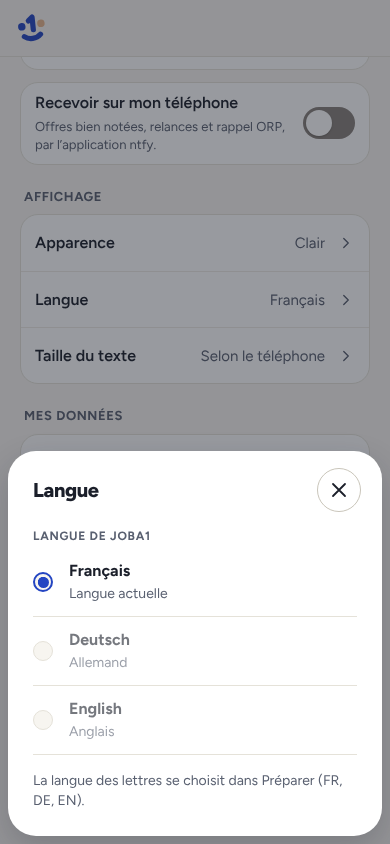 Recevoir sur mon téléphone
Offres bien notées, relances et rappel ORP,
par l'application ntfy.
AFFICHAGE
Apparence
Clair
Langue
Français
Taille du texte
Selon le téléphone
MES DONNÉES
Langue
LANGUE DE JOBA1
Français
Langue actuelle
Deutsch
Allemand
English
Anglais
La langue des lettres se choisit dans Préparer (FR,
DE, EN).